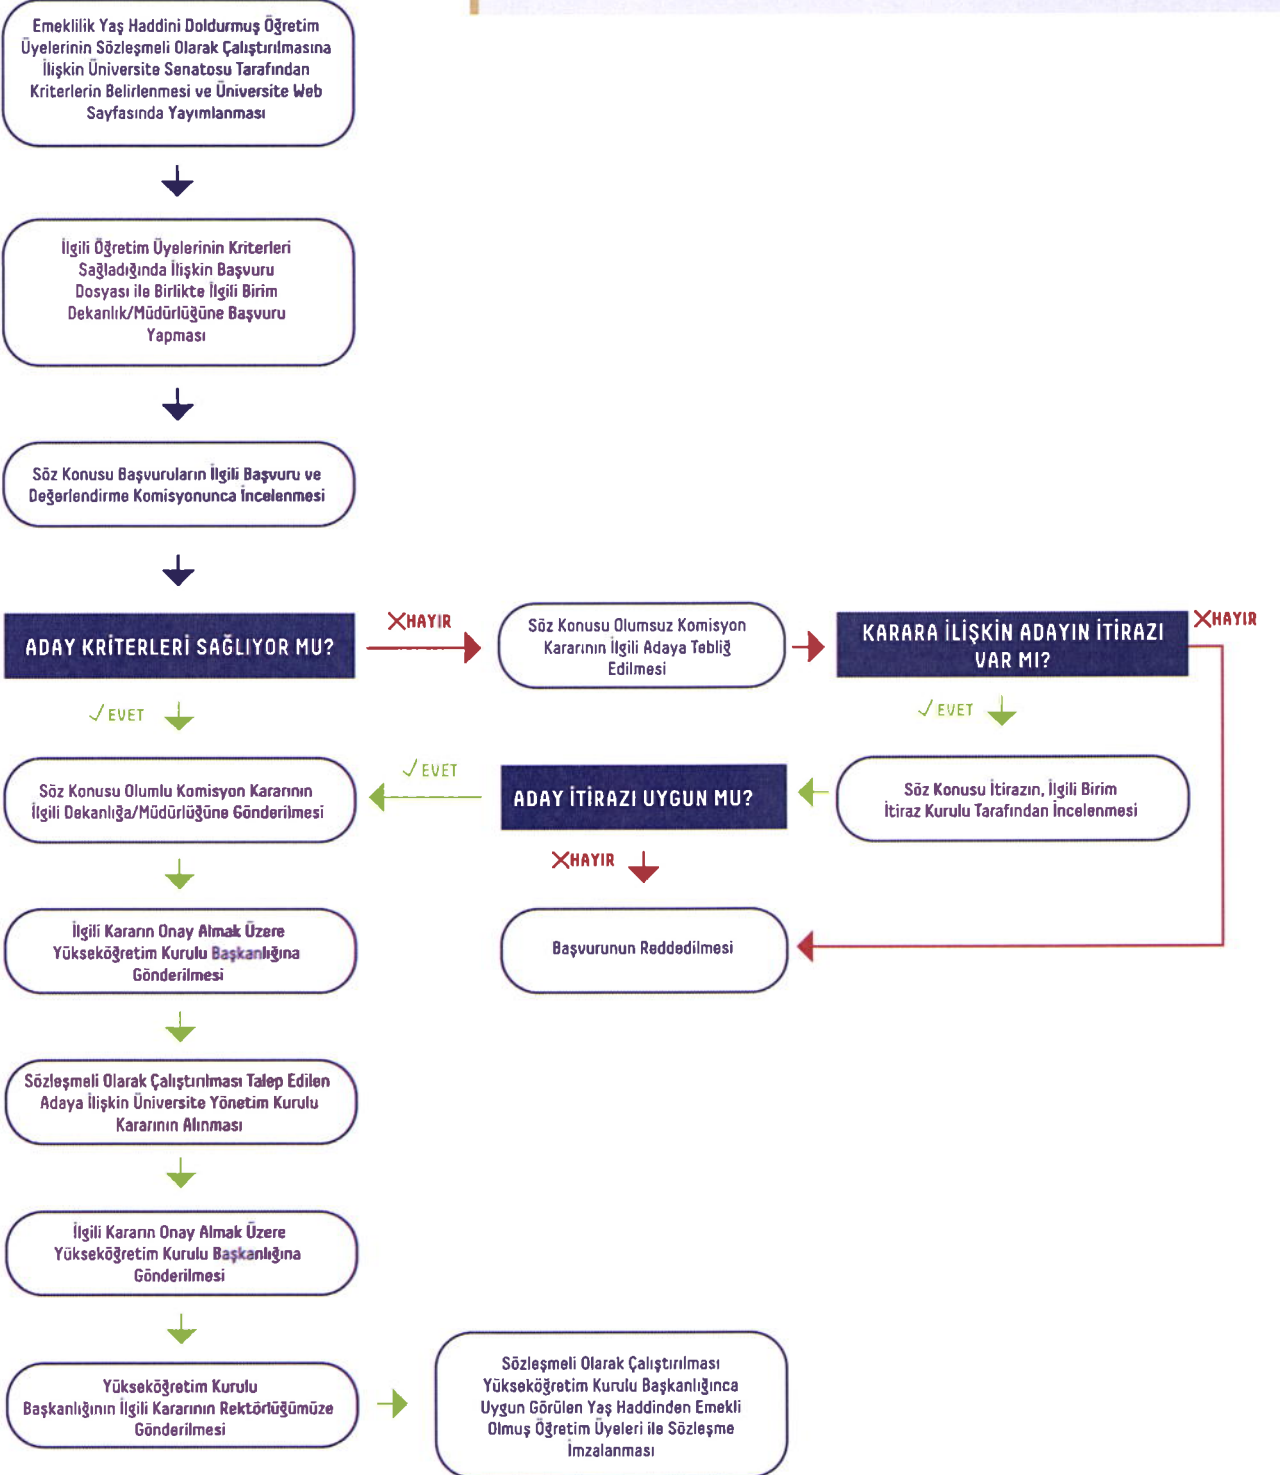 Emeklilik Yaş Haddini Doldurmuş Öğretim
Üyelerinin Sözleşmeli Olarak Çalıştırılmasına
İlişkin Üniversite Senatosu Tarafından
Kriterlerin Belirlenmesi ve Üniversite Web
Sayfasında Yayımlanması
İlgili Öğretim Üyelerinin Kriterleri
Sağladığında İlişkin Başvuru
Dosyası ile Birlikte İlgili Birim
Dekanlık/Müdürlüğüne Başvuru
Yapması
Söz Konusu Başvuruların İlgili Başvuru ve
Değerlendirme Komisyonunca İncelenmesi
ADAY KRİTERLERİ SAĞLIYOR MU?
HAYIR
Söz Konusu Olumsuz Komisyon
Kararının İlgili Adaya Tebliğ
Edilmesi
KARARA İLİŞKİN ADAYIN İTİRAZI
VAR MI?
HAYIR
EVET
EVET
Söz Konusu Olumlu Komisyon Kararının
İlgili Dekanlığa/Müdürlüğüne Gönderilmesi
EVET
ADAY İTİRAZI UYGUN MU?
Söz Konusu İtirazın, İlgili Birim
İtiraz Kurulu Tarafından İncelenmesi
HAYIR
İlgili Kararın Onay Almak Üzere
Yükseköğretim Kurulu Başkanlığına
Gönderilmesi
Başvurunun Reddedilmesi
Sözleşmeli Olarak Çalıştırılması Talep Edilen
Adaya İlişkin Üniversite Yönetim Kurulu
Kararının Alınması
İlgili Kararın Onay Almak Üzere
Yükseköğretim Kurulu Başkanlığına
Gönderilmesi
Yükseköğretim Kurulu
Başkanlığının İlgili Kararının Rektörlüğümüze
Gönderilmesi
Sözleşmeli Olarak Çalıştırılması
Yükseköğretim Kurulu Başkanlığınca
Uygun Görülen Yaş Haddinden Emekli
Olmuş Öğretim Üyeleri ile Sözleşme
İmzalanması